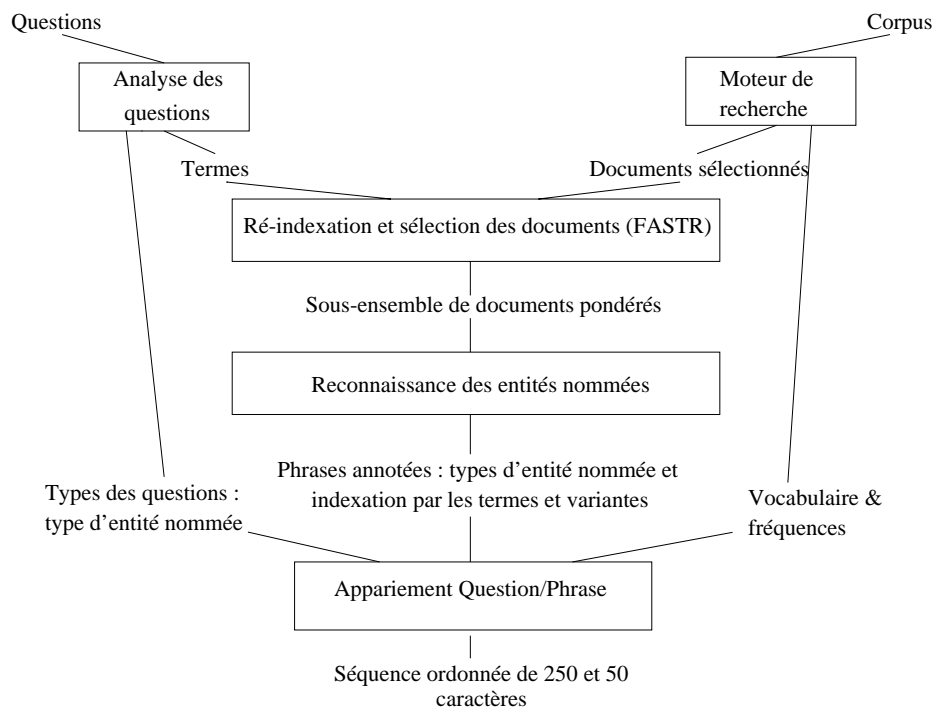 Questions
Corpus
Analyse des
questions
Moteur de
recherche
Termes
Documents sélectionnés
Ré-indexation et sélection des documents (FASTR)
Sous-ensemble de documents pondérés
Reconnaissance des entités nommées
Phrases annotées : types d'entité nommée et
indexation par les termes et variantes
Types des questions :
type d'entité nommée
Vocabulaire &
fréquences
Appariement Question/Phrase
Séquence ordonnée de 250 et 50
caractères